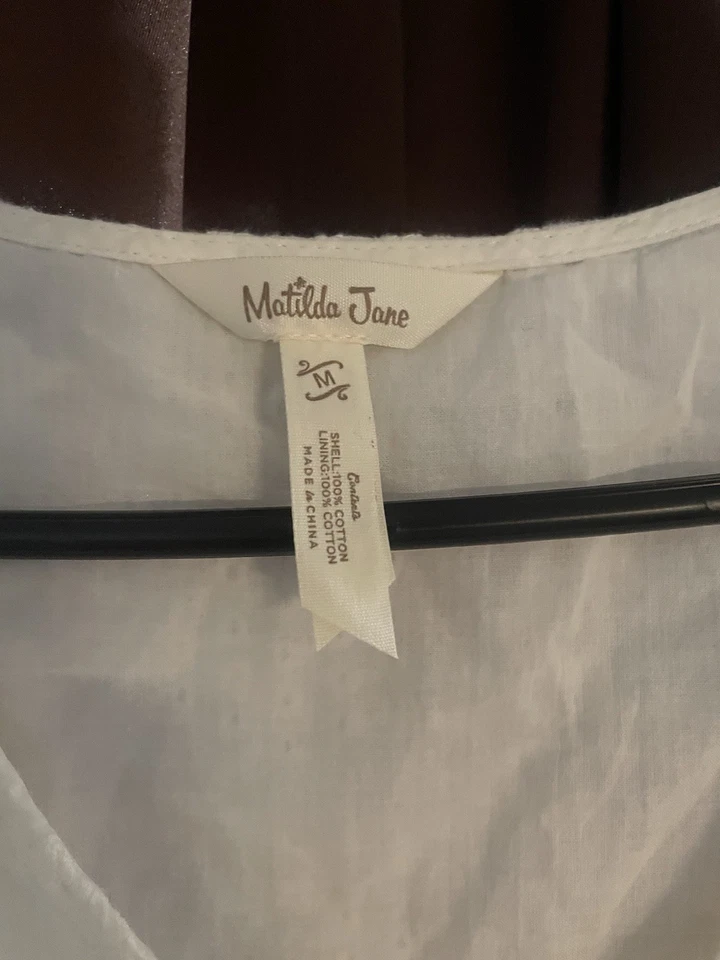 Matilda Jane
M
Contents
SHELL:100% COTTON
LINING:100% COTTON
MADE in CHINA